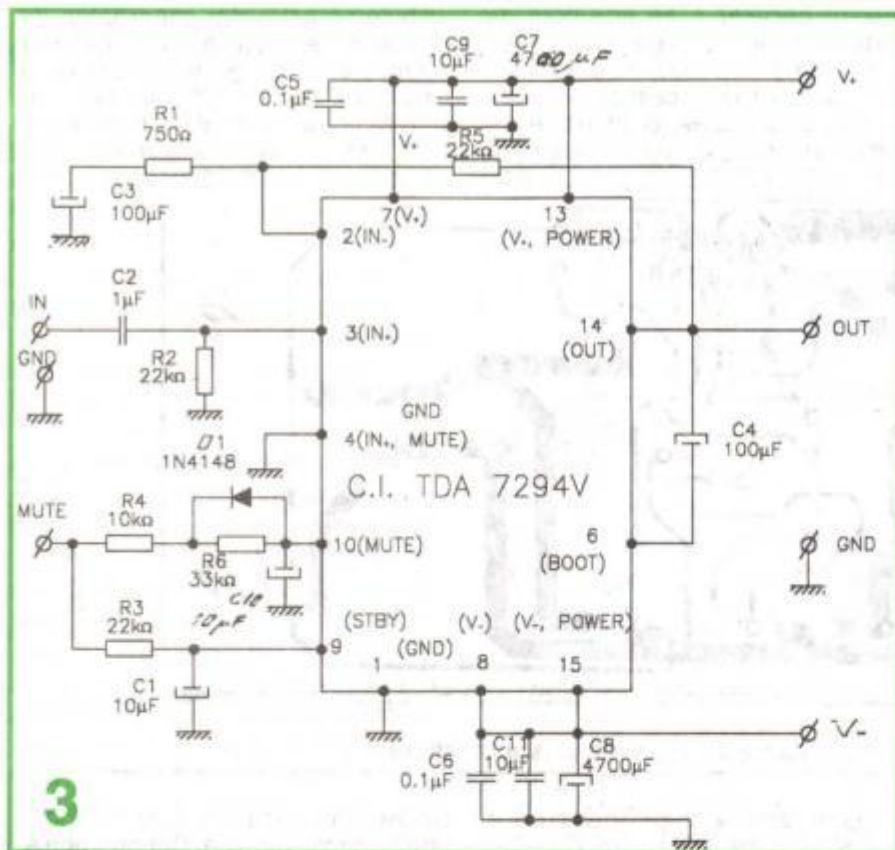 C9
10µF
C7
4700µF
C5
0.1µF
V+
R1
750Ω
V+
R5
22kΩ
C3
100µF
7(V+)
13
2(IN-)
(V+, POWER)
C2
1µF
IN
3(IN+)
14
(OUT)
OUT
GND
R2
22kΩ
GND
4(IN+, MUTE)
D1
1N4148
C4
100µF
C.I. TDA 7294V
MUTE
R4
10kΩ
10(MUTE)
6
(BOOT)
GND
R6
33kΩ
C10
10µF
R3
22kΩ
(STBY)
9
(GND)
1
(V-)
8
(V-, POWER)
15
C1
10µF
V-
C6
0.1µF
C11
10µF
C8
4700µF
3